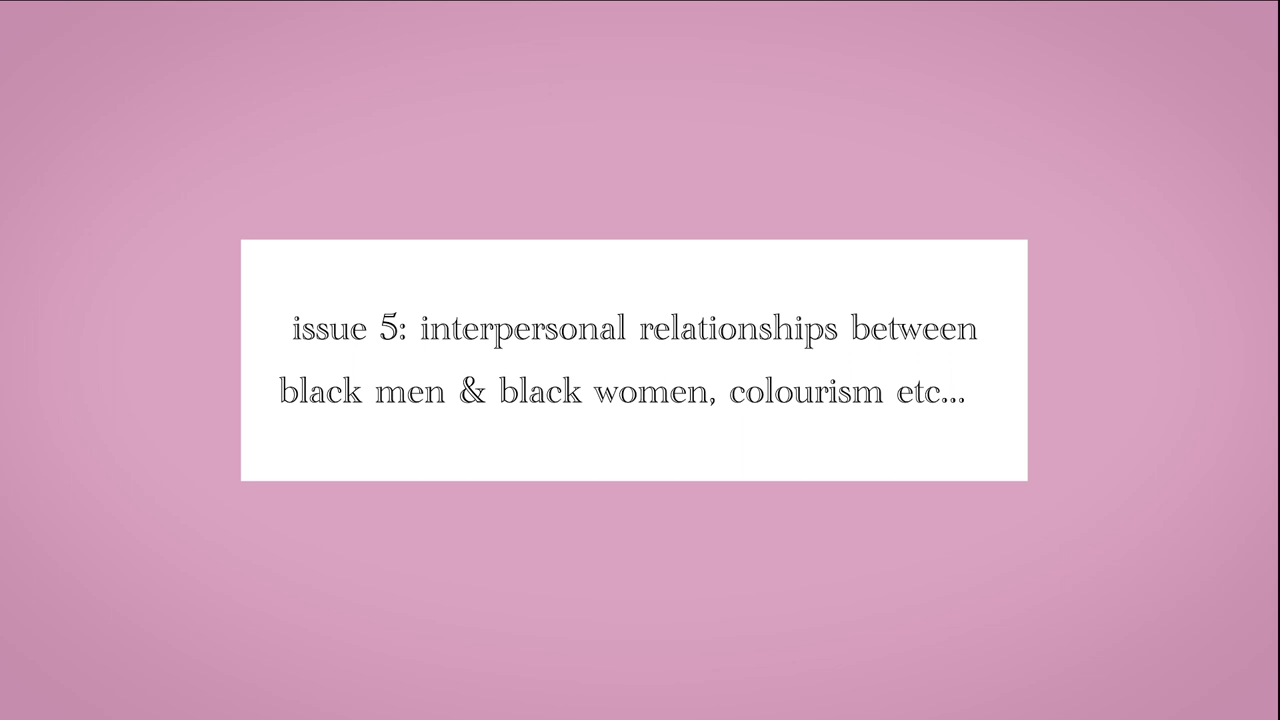 issue 5: interpersonal relationships between
black men & black women, colourism etc...